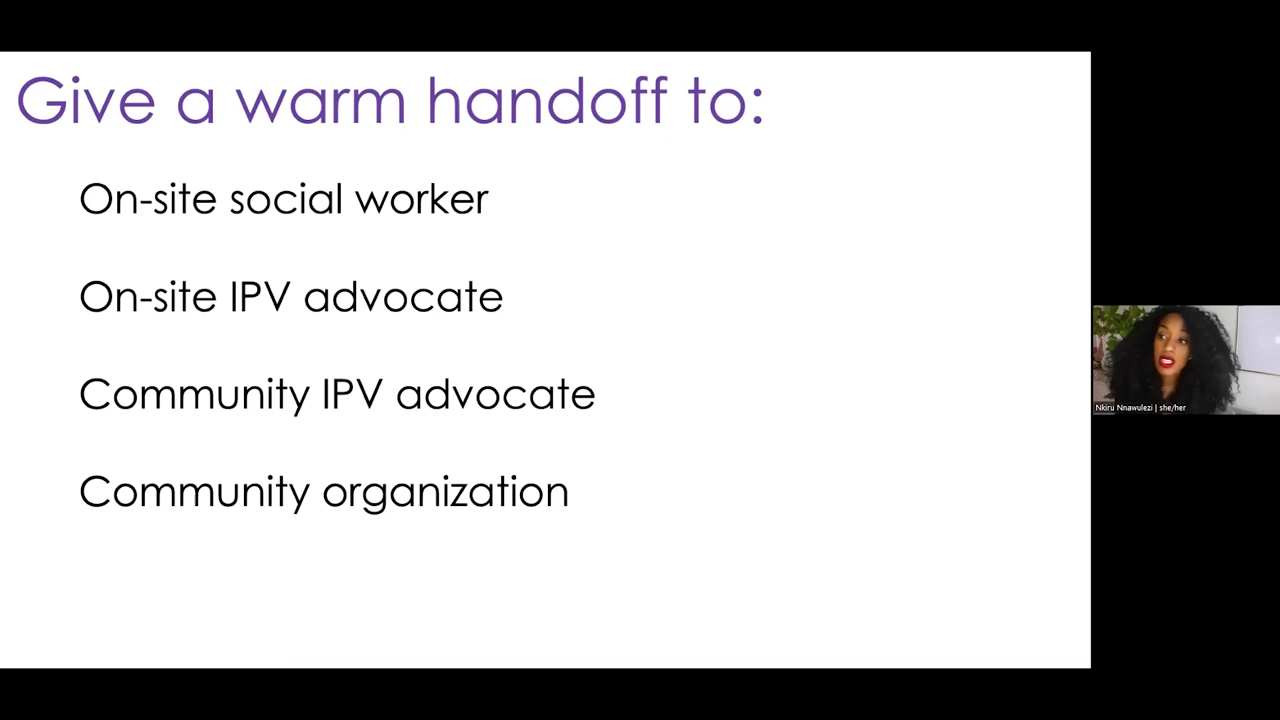 Give a warm handoff to:
On-site social worker
On-site IPV advocate
Community IPV advocate
Community organization
Nkiru Nnawulezi | she/her